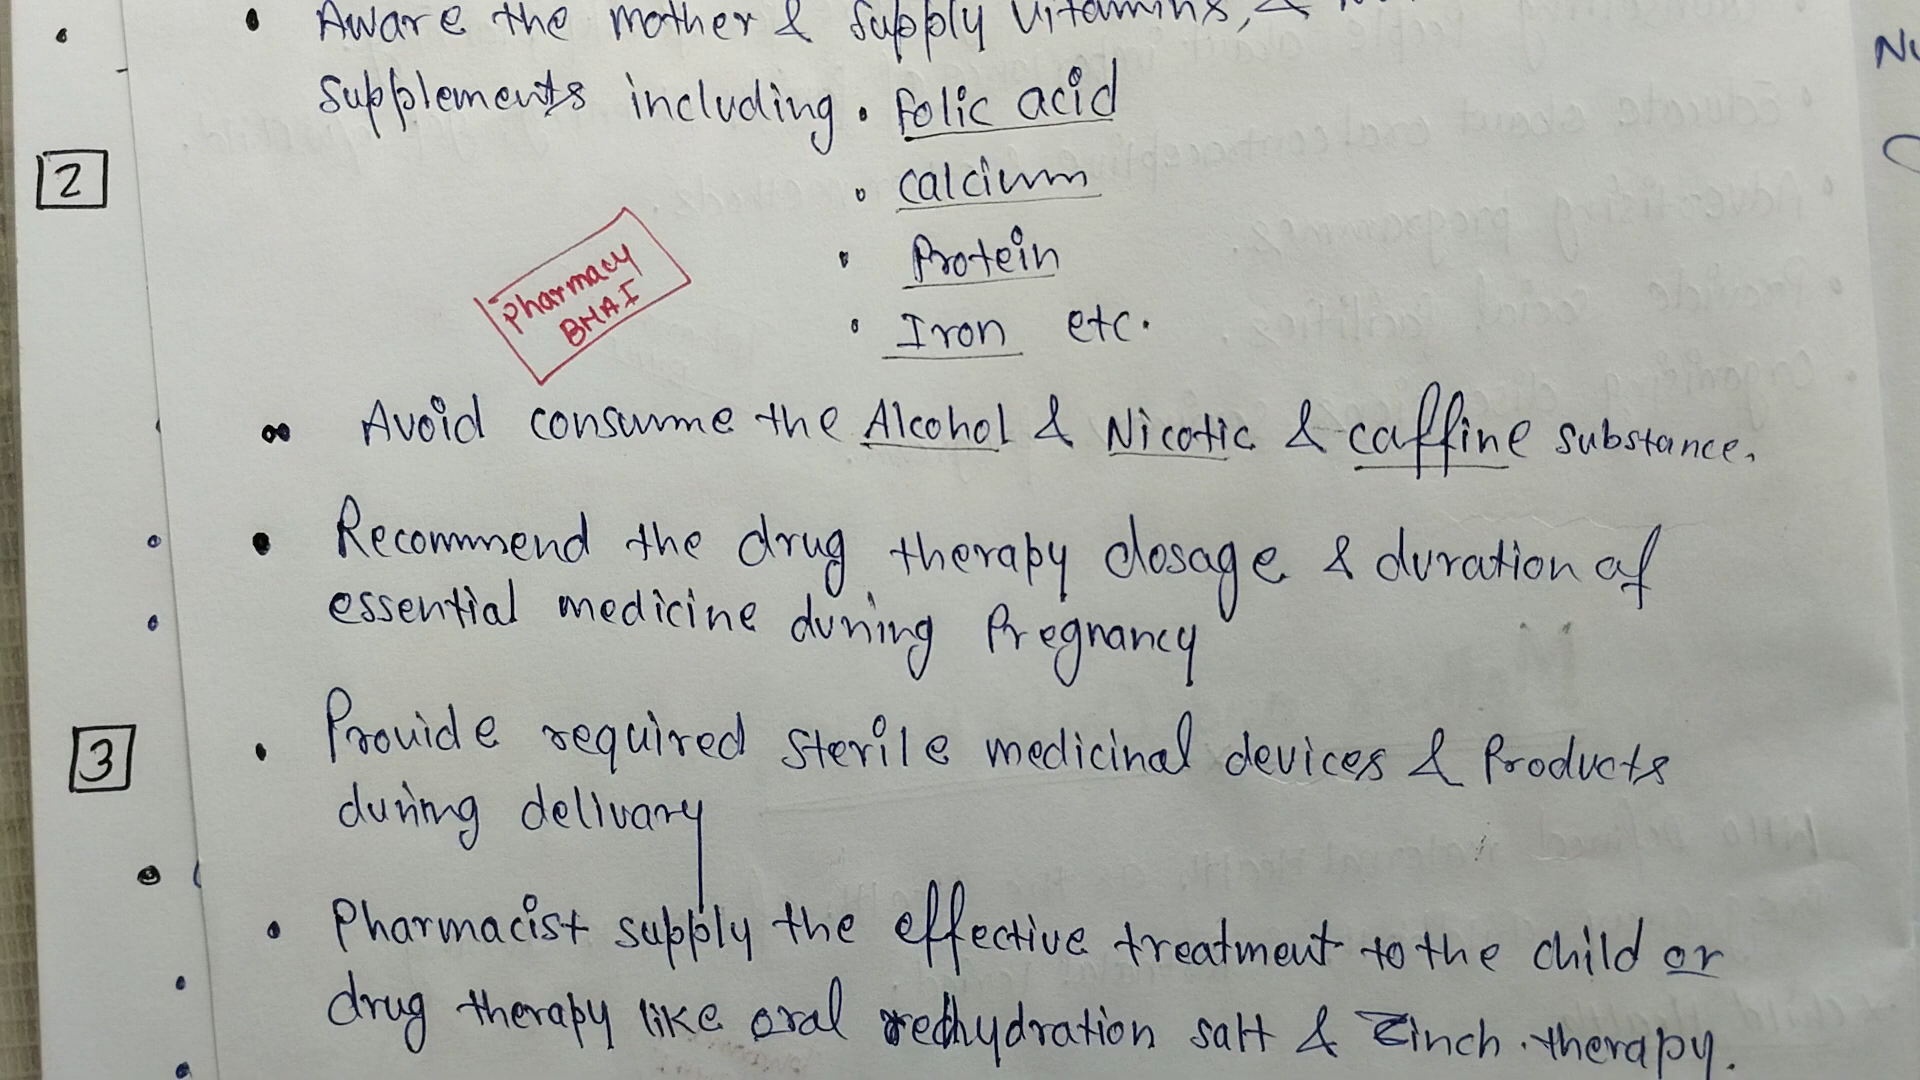 • Aware the mother & supply vitamins, &
supplements including • folic acid
2
• calcium
• Protein
Pharmacy
BHAI
• Iron etc.
• Avoid consumme the Alcohol & Nicotic & caffine substance.
• Recommend the drug therapy dosage & duration of
essential medicine during Pregnancy
3
• Provide required sterile medicinal devices & Products
during delivary
• Pharmacist supply the effective treatment to the child or
drug therapy like oral redhydration salt & Zinch. therapy.